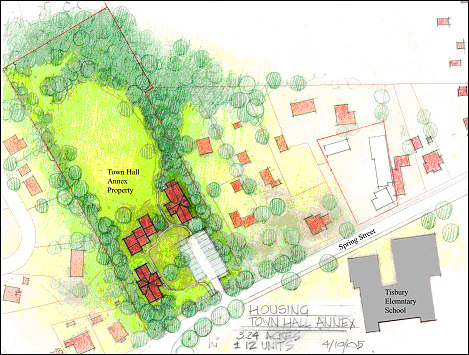 Town Hall
Annex
Property
Spring Street
Tisbury
Elemntary
School
HOUSING
TOWN HALL ANNEX
3.24 ACRES
± 12 UNITS
4/10/05